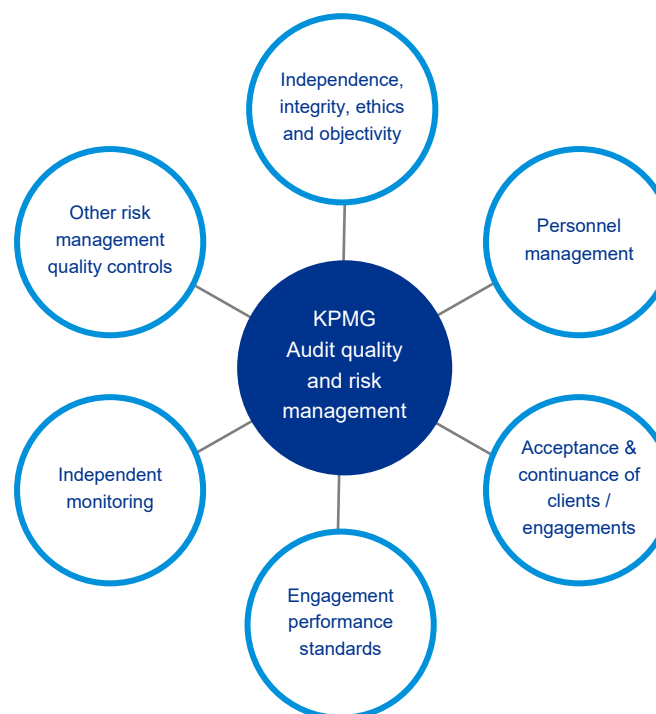 Independence,
integrity, ethics
and objectivity
Other risk
management
quality controls
Personnel
management
KPMG
Audit quality
and risk
management
Independent
monitoring
Acceptance &
continuance of
clients /
engagements
Engagement
performance
standards